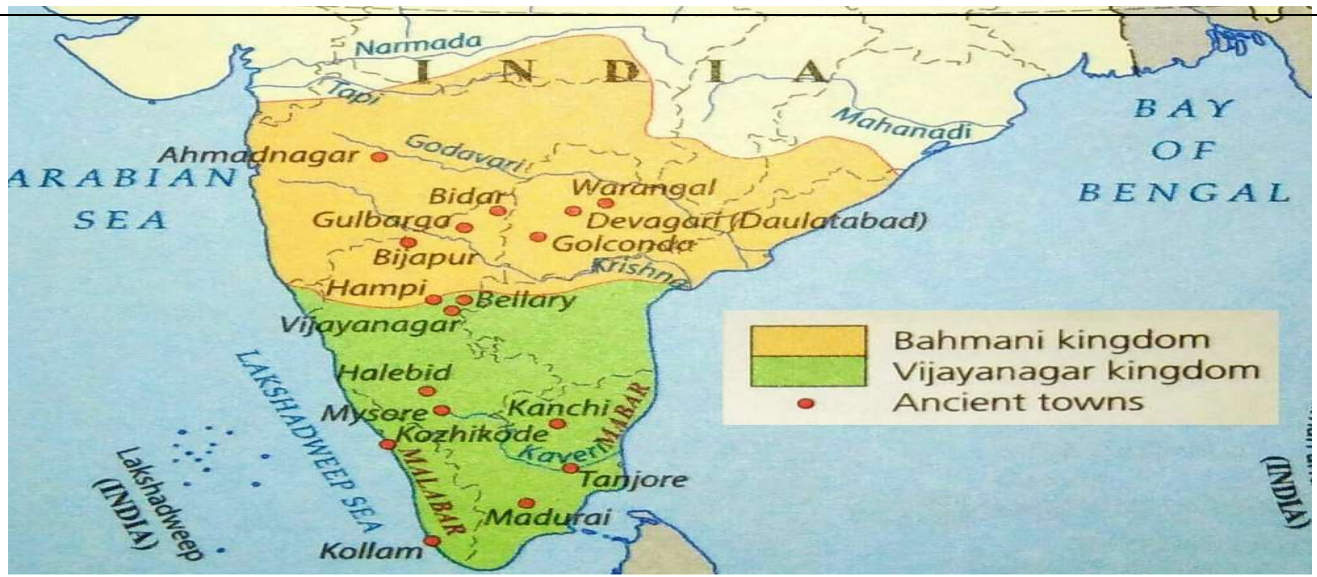 Narmada
INDIA
Tapi
Mahanadi
BAY
OF
BENGAL
Ahmadnagar
Godavari
ARABIAN
SEA
Bidar
Warangal
Gulbarga
Devagari (Daulatabad)
Golconda
Bijapur
Krishna
Hampi
Bellary
Vijayanagar
Bahmani kingdom
Vijayanagar kingdom
Ancient towns
LAKSHADWEEP SEA
Halebid
Mysore
Kanchi
MABAR
Kozhikode
Kaveri
Lakshadweep
(INDIA)
MALABAR
Tanjore
Madurai
Kollam
(INDIA)